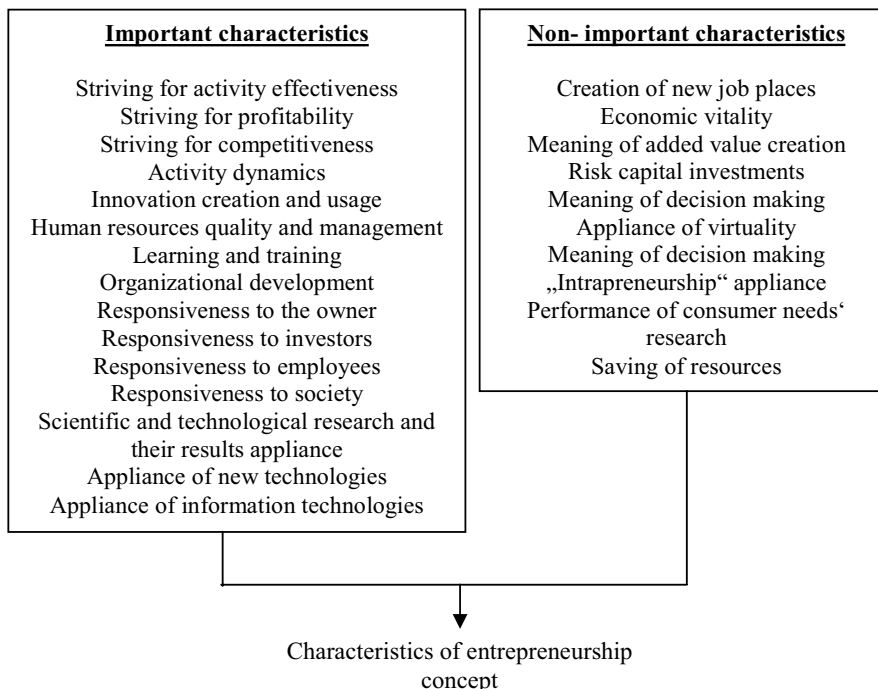 Important characteristics
Striving for activity effectiveness
Striving for profitability
Striving for competitiveness
Activity dynamics
Innovation creation and usage
Human resources quality and management
Learning and training
Organizational development
Responsiveness to the owner
Responsiveness to investors
Responsiveness to employees
Responsiveness to society
Scientific and technological research and
their results appliance
Appliance of new technologies
Appliance of information technologies
Non- important characteristics
Creation of new job places
Economic vitality
Meaning of added value creation
Risk capital investments
Meaning of decision making
Appliance of virtuality
Meaning of decision making
„Intrapreneurship“ appliance
Performance of consumer needs‘
research
Saving of resources
Characteristics of entrepreneurship
concept